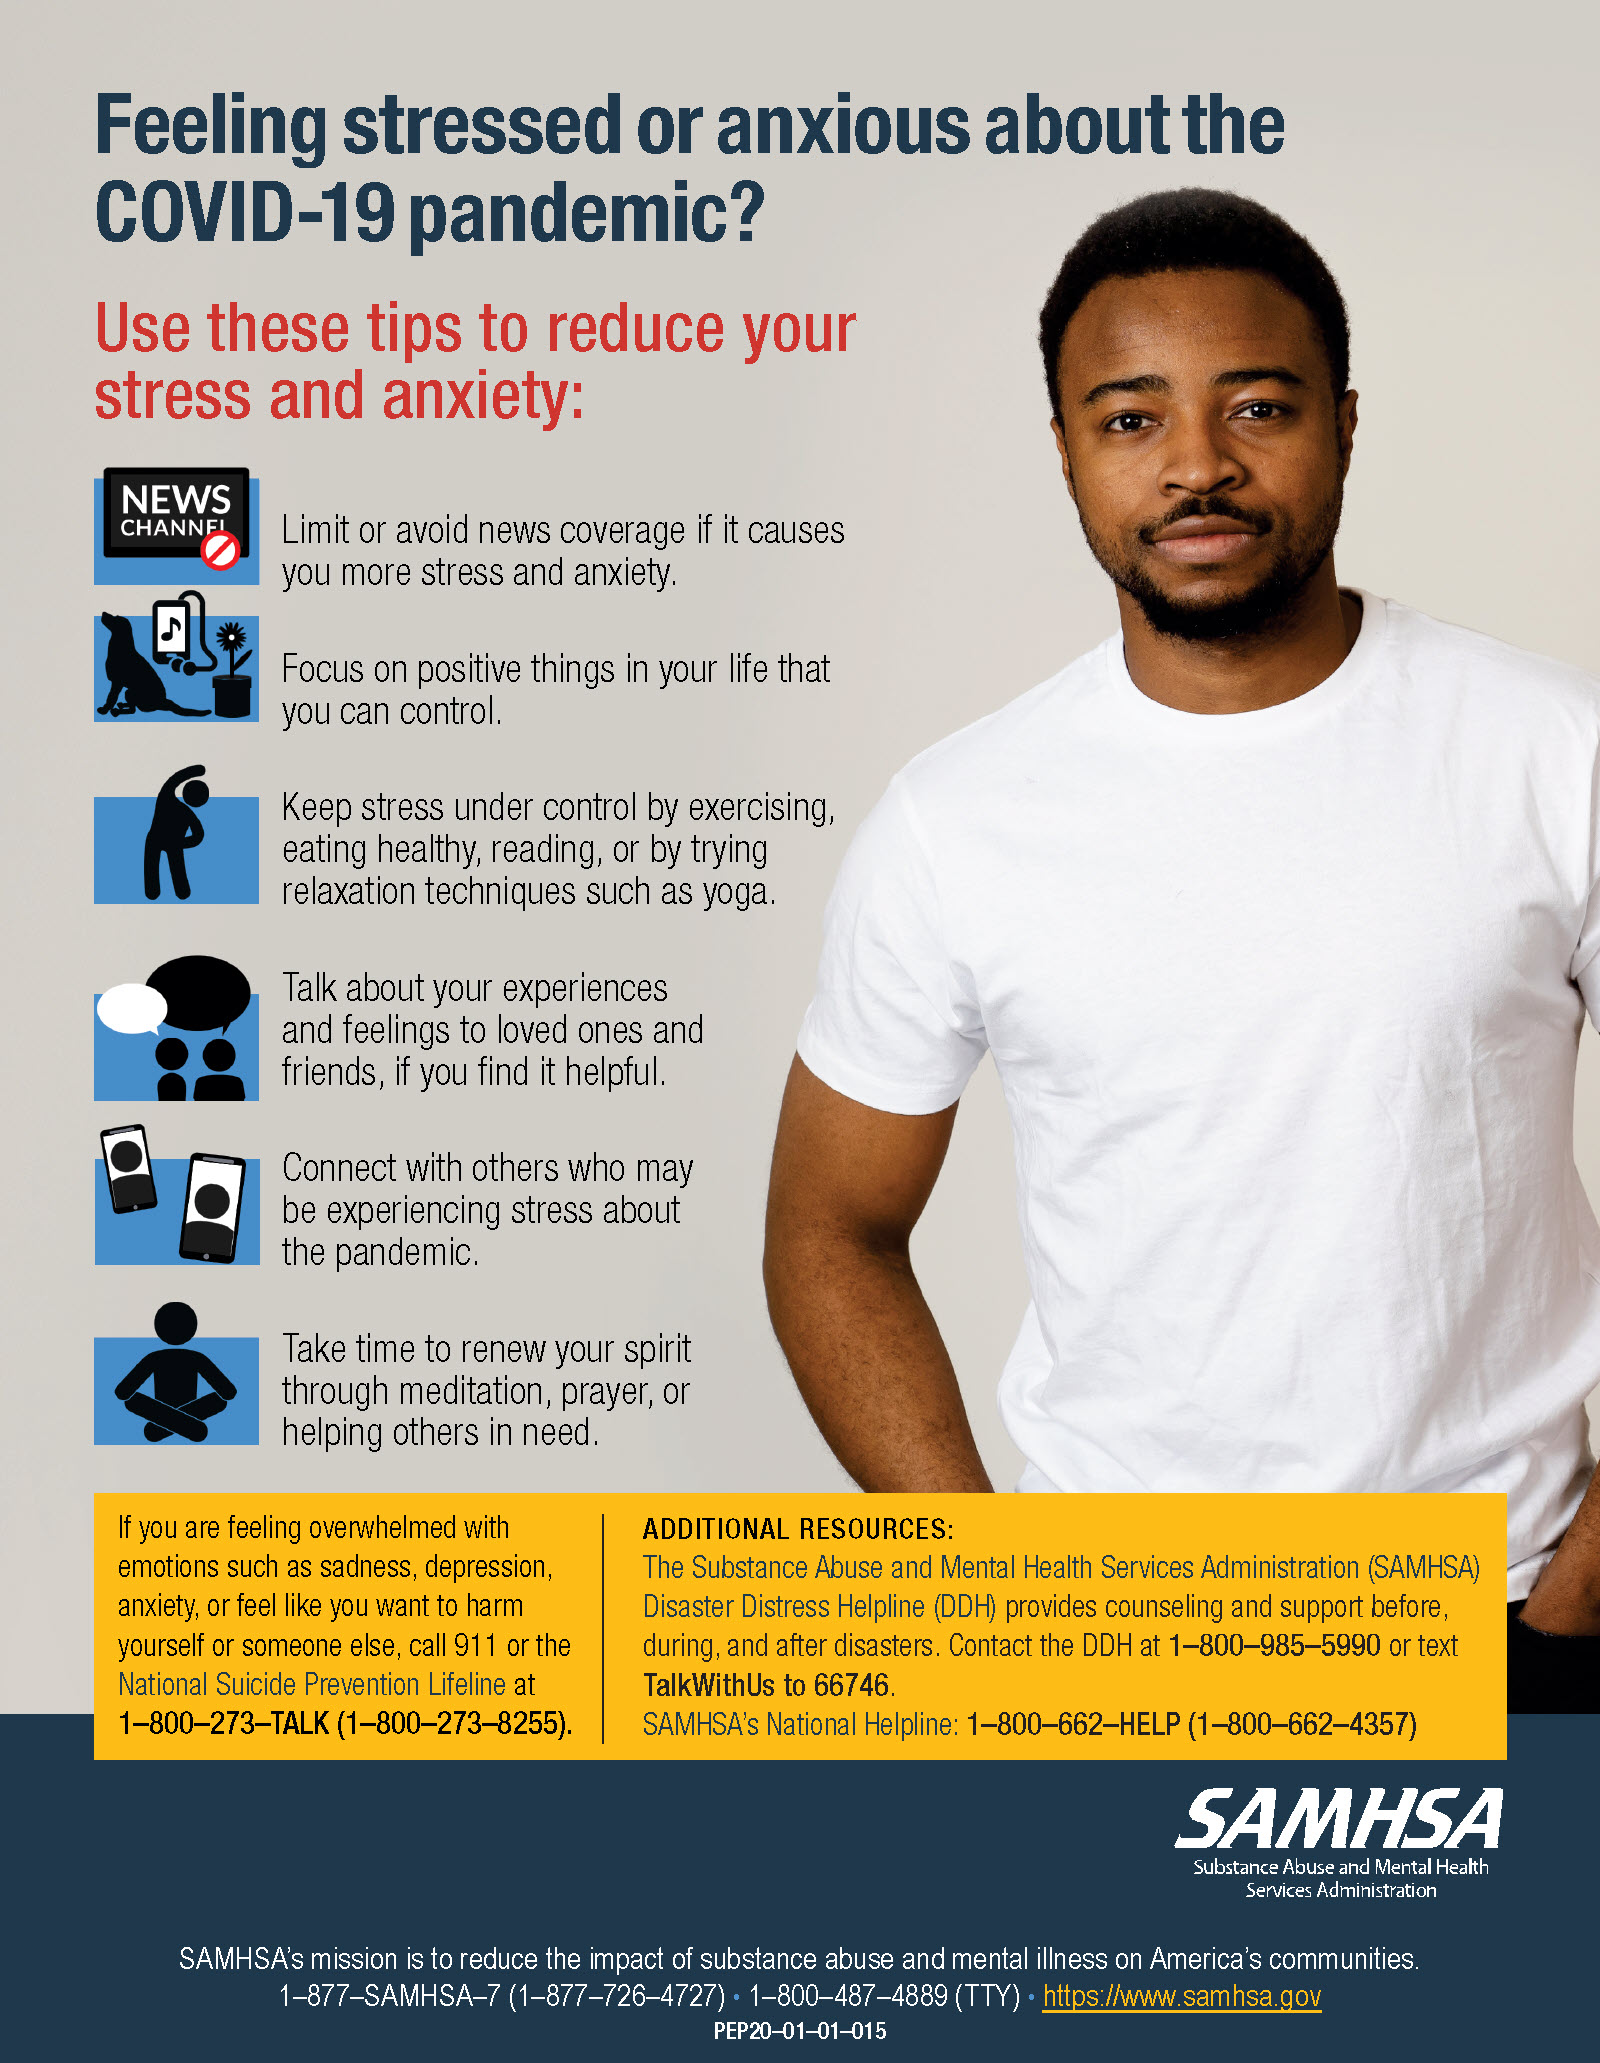 Feeling stressed or anxious about the
COVID-19 pandemic?
Use these tips to reduce your
stress and anxiety:
NEWS
CHANNEL
Limit or avoid news coverage if it causes
you more stress and anxiety.
Focus on positive things in your life that
you can control.
Keep stress under control by exercising,
eating healthy, reading, or by trying
relaxation techniques such as yoga.
Talk about your experiences
and feelings to loved ones and
friends, if you find it helpful.
Connect with others who may
be experiencing stress about
the pandemic.
Take time to renew your spirit
through meditation, prayer, or
helping others in need.
If you are feeling overwhelmed with
emotions such as sadness, depression,
anxiety, or feel like you want to harm
yourself or someone else, call 911 or the
National Suicide Prevention Lifeline at
1–800–273–TALK (1–800–273–8255).
ADDITIONAL RESOURCES:
The Substance Abuse and Mental Health Services Administration (SAMHSA)
Disaster Distress Helpline (DDH) provides counseling and support before,
during, and after disasters. Contact the DDH at 1–800–985–5990 or text
TalkWithUs to 66746.
SAMHSA’s National Helpline: 1–800–662–HELP (1–800–662–4357)
SAMHSA
Substance Abuse and Mental Health
Services Administration
SAMHSA’s mission is to reduce the impact of substance abuse and mental illness on America’s communities.
1–877–SAMHSA–7 (1–877–726–4727) • 1–800–487–4889 (TTY) • https://www.samhsa.gov
PEP20–01–01–015